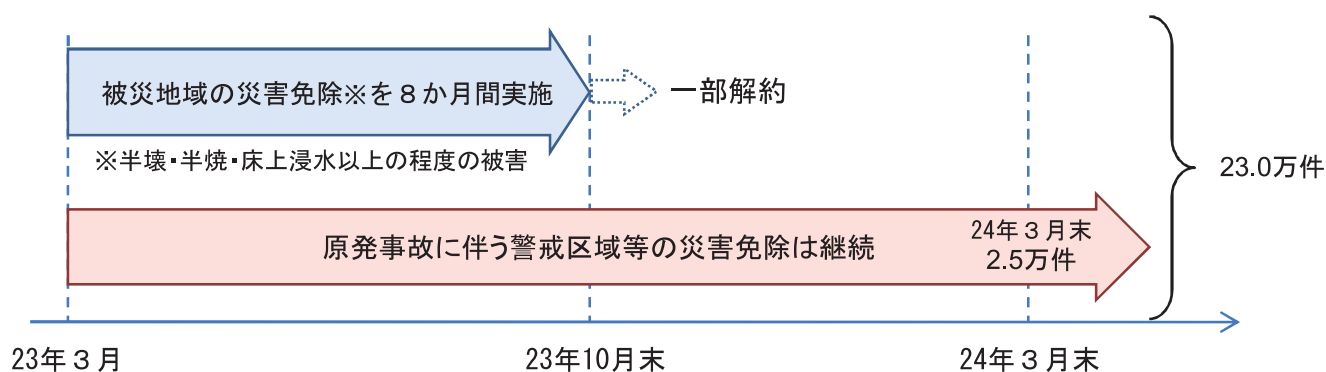 被災地域の災害免除※を８か月間実施
一部解約
※半壊・半焼・床上浸水以上の程度の被害
23.0万件
原発事故に伴う警戒区域等の災害免除は継続
24年３月末
2.5万件
23年３月
23年10月末
24年３月末